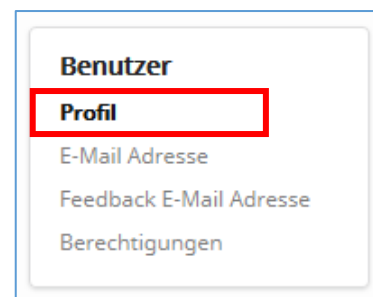 Benutzer
Profil
E-Mail Adresse
Feedback E-Mail Adresse
Berechtigungen